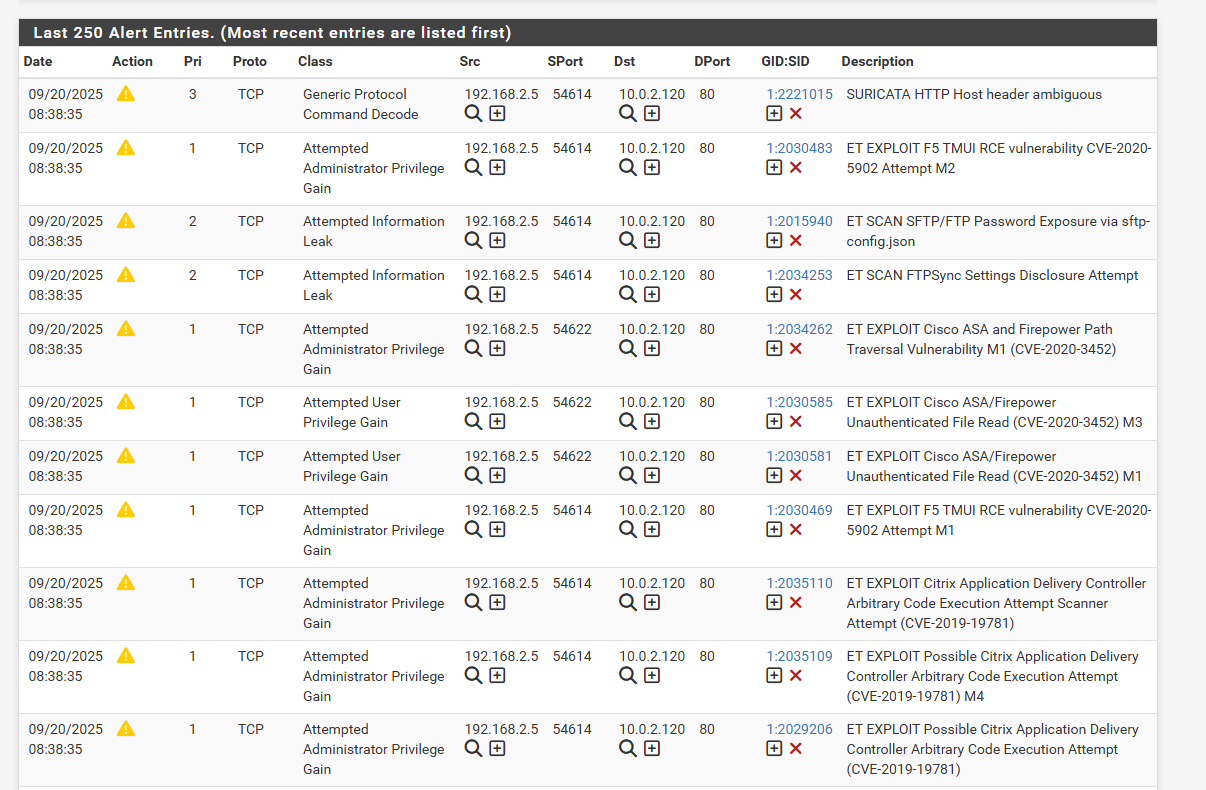 Last 250 Alert Entries. (Most recent entries are listed first)
Date Action Pri Proto Class Src SPort Dst DPort GID:SID Description
09/20/2025 3 TCP Generic Protocol 192.168.2.5 54614 10.0.2.120 80 1:2221015 SURICATA HTTP Host header ambiguous
08:38:35 Command Decode
09/20/2025 1 TCP Attempted 192.168.2.5 54614 10.0.2.120 80 1:2030483 ET EXPLOIT F5 TMUI RCE vulnerability CVE-2020-
08:38:35 Administrator Privilege 5902 Attempt M2
Gain
09/20/2025 2 TCP Attempted Information 192.168.2.5 54614 10.0.2.120 80 1:2015940 ET SCAN SFTP/FTP Password Exposure via sftp-
08:38:35 Leak config.json
09/20/2025 2 TCP Attempted Information 192.168.2.5 54614 10.0.2.120 80 1:2034253 ET SCAN FTPSync Settings Disclosure Attempt
08:38:35 Leak
09/20/2025 1 TCP Attempted 192.168.2.5 54622 10.0.2.120 80 1:2034262 ET EXPLOIT Cisco ASA and Firepower Path
08:38:35 Administrator Privilege Traversal Vulnerability M1 (CVE-2020-3452)
Gain
09/20/2025 1 TCP Attempted User 192.168.2.5 54622 10.0.2.120 80 1:2030585 ET EXPLOIT Cisco ASA/Firepower
08:38:35 Privilege Gain Unauthenticated File Read (CVE-2020-3452) M3
09/20/2025 1 TCP Attempted User 192.168.2.5 54622 10.0.2.120 80 1:2030581 ET EXPLOIT Cisco ASA/Firepower
08:38:35 Privilege Gain Unauthenticated File Read (CVE-2020-3452) M1
09/20/2025 1 TCP Attempted 192.168.2.5 54614 10.0.2.120 80 1:2030469 ET EXPLOIT F5 TMUI RCE vulnerability CVE-2020-
08:38:35 Administrator Privilege 5902 Attempt M1
Gain
09/20/2025 1 TCP Attempted 192.168.2.5 54614 10.0.2.120 80 1:2035110 ET EXPLOIT Citrix Application Delivery Controller
08:38:35 Administrator Privilege Arbitrary Code Execution Attempt Scanner
Gain Attempt (CVE-2019-19781)
09/20/2025 1 TCP Attempted 192.168.2.5 54614 10.0.2.120 80 1:2035109 ET EXPLOIT Possible Citrix Application Delivery
08:38:35 Administrator Privilege Controller Arbitrary Code Execution Attempt
Gain (CVE-2019-19781) M4
09/20/2025 1 TCP Attempted 192.168.2.5 54614 10.0.2.120 80 1:2029206 ET EXPLOIT Possible Citrix Application Delivery
08:38:35 Administrator Privilege Controller Arbitrary Code Execution Attempt
Gain (CVE-2019-19781)